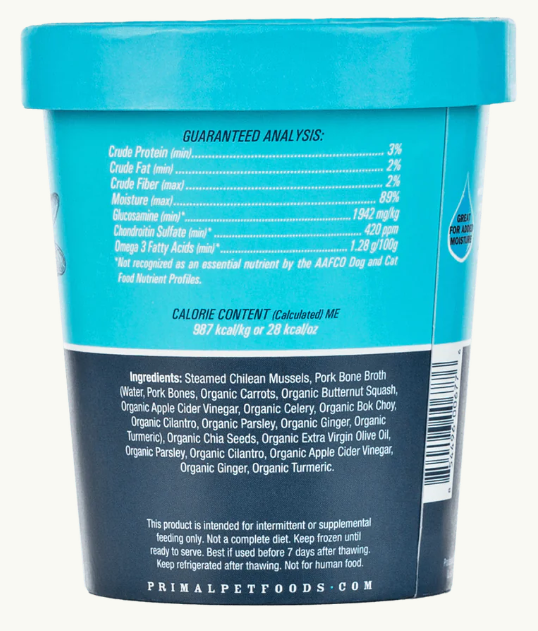 GUARANTEED ANALYSIS:
Crude Protein (min)........................................................ 3%
Crude Fat (min) ............................................................ 2%
Crude Fiber (max) ......................................................... 2%
Moisture (max) ............................................................ 89%
Glucosamine (min)*.............................................. 1942 mg/kg
Chondroitin Sulfate (min)* ......................................... 420 ppm
Omega 3 Fatty Acids (min)*.................................. 1.28 g/100g
*Not recognized as an essential nutrient by the AAFCO Dog and Cat
Food Nutrient Profiles.
CALORIE CONTENT (Calculated) ME
987 kcal/kg or 28 kcal/oz
GREAT
FOR ADDED
MOISTURE
Ingredients: Steamed Chilean Mussels, Pork Bone Broth
(Water, Pork Bones, Organic Carrots, Organic Butternut Squash,
Organic Apple Cider Vinegar, Organic Celery, Organic Bok Choy,
Organic Cilantro, Organic Parsley, Organic Ginger, Organic
Turmeric), Organic Chia Seeds, Organic Extra Virgin Olive Oil,
Organic Parsley, Organic Cilantro, Organic Apple Cider Vinegar,
Organic Ginger, Organic Turmeric.
This product is intended for intermittent or supplemental
feeding only. Not a complete diet. Keep frozen until
ready to serve. Best if used before 7 days after thawing.
Keep refrigerated after thawing. Not for human food.
PRIMALPETFOODS·COM